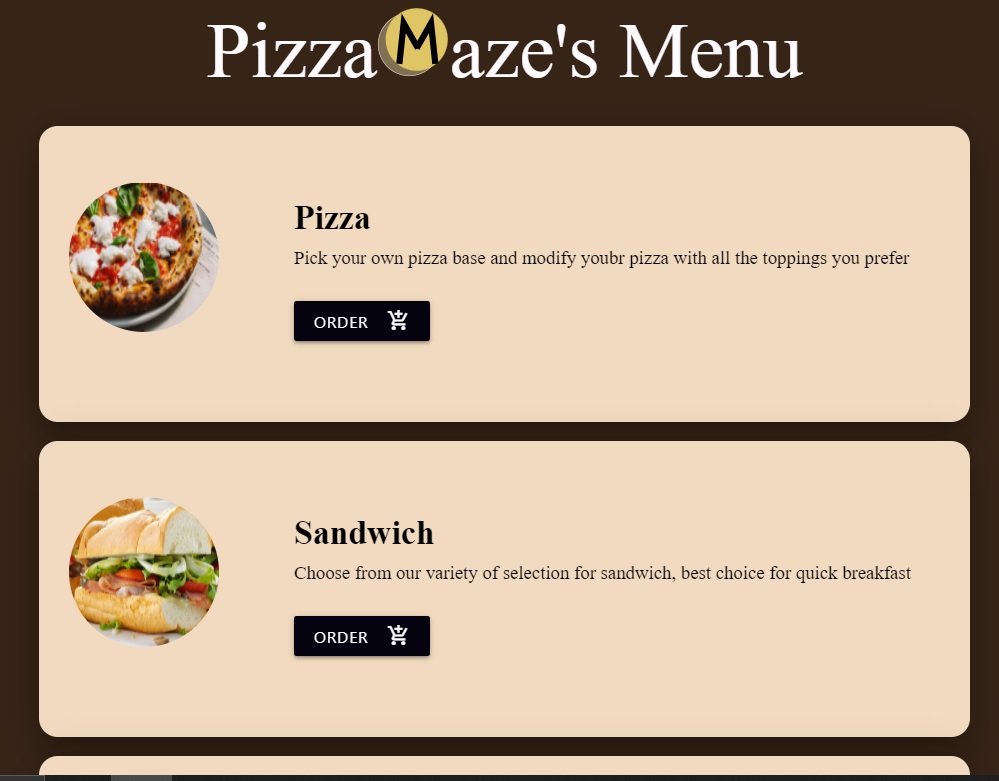 PizzaMaze's Menu
Pizza
Pick your own pizza base and modify youbr pizza with all the toppings you prefer
ORDER
Sandwich
Choose from our variety of selection for sandwich, best choice for quick breakfast
ORDER